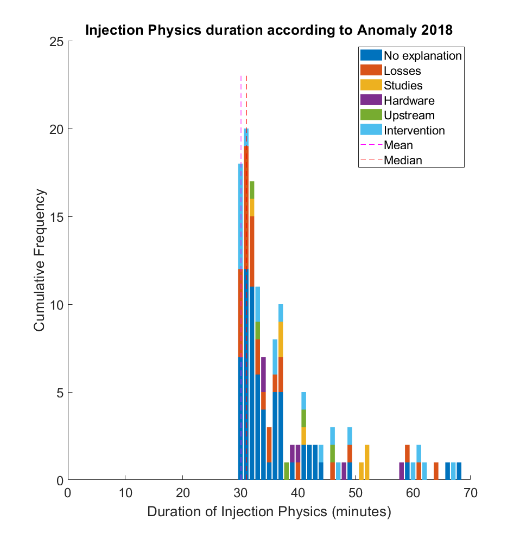 Injection Physics duration according to Anomaly 2018
No explanation
Losses
Studies
Hardware
Upstream
Intervention
Mean
Median
Cumulative Frequency
25
20
15
10
5
0
0 10 20 30 40 50 60 70
Duration of Injection Physics (minutes)